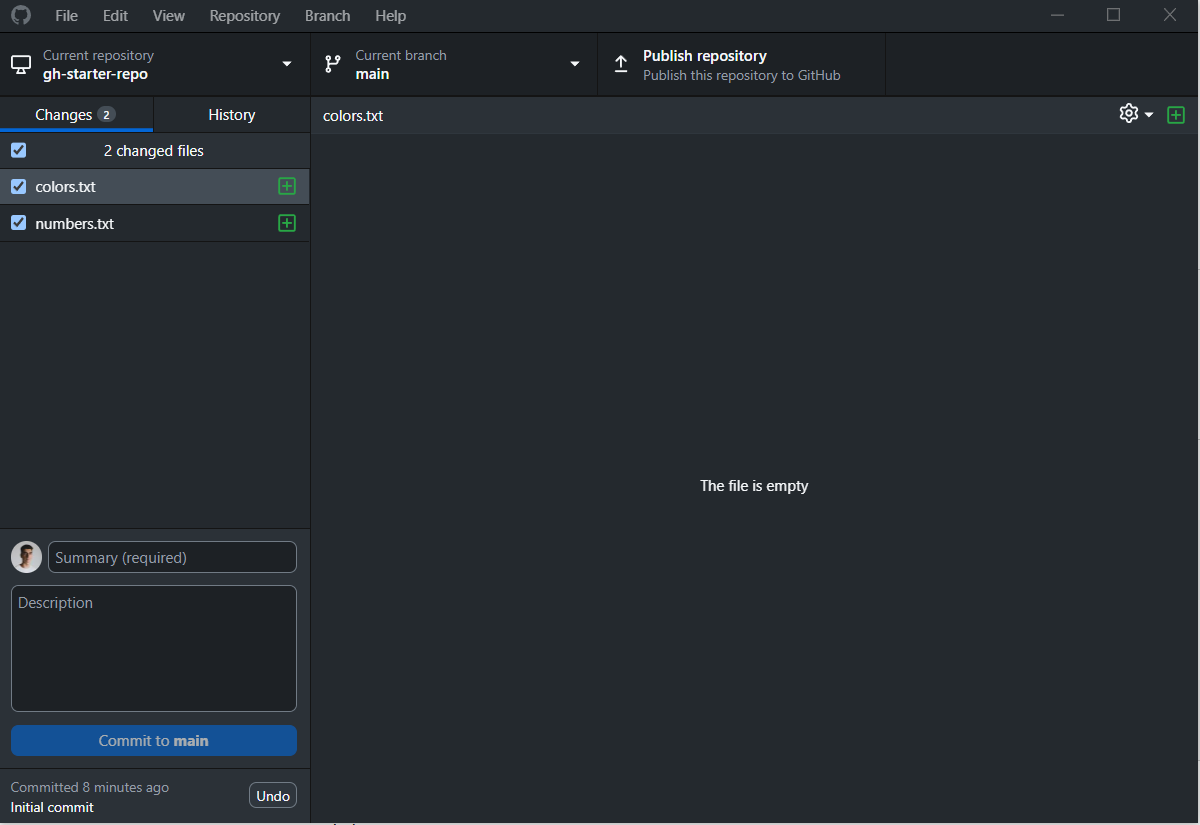 File Edit View Repository Branch Help
Current repository
gh-starter-repo
Current branch
main
Publish repository
Publish this repository to GitHub
Changes 2
History
colors.txt
2 changed files
colors.txt
numbers.txt
The file is empty
Summary (required)
Description
Commit to main
Committed 8 minutes ago
Initial commit
Undo